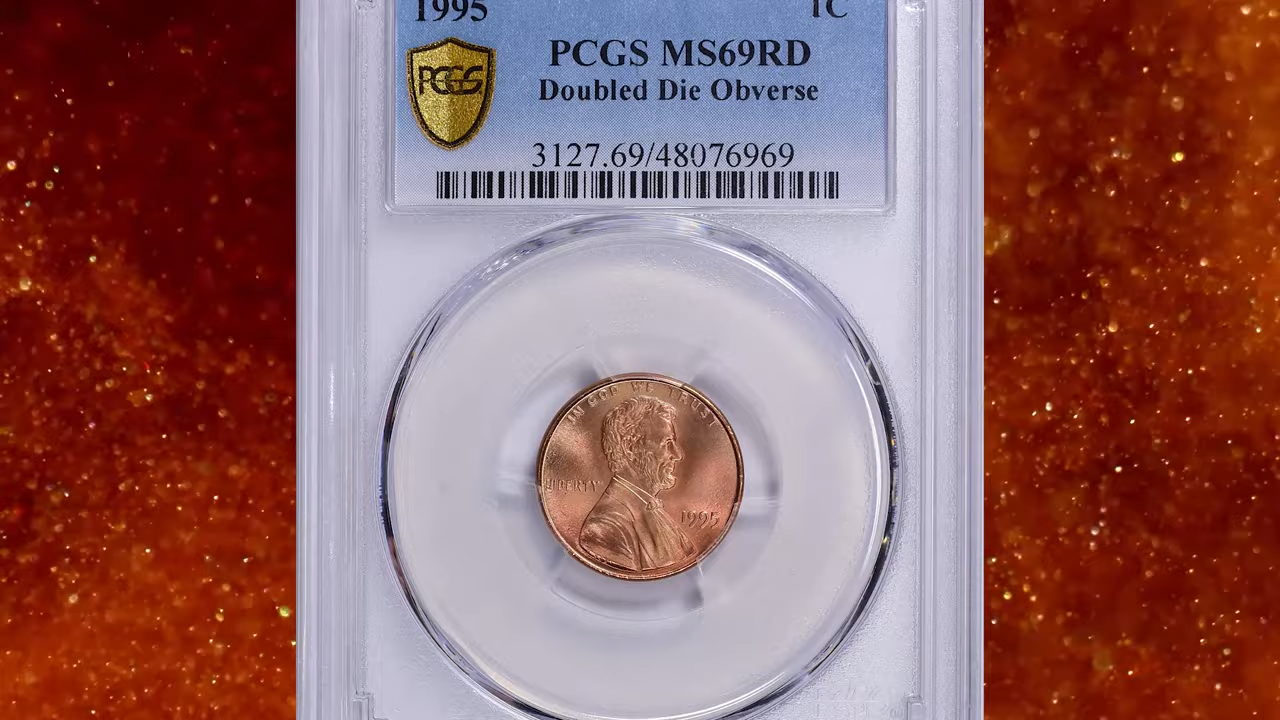 1995 1C
PCGS
PCGS MS69RD
Doubled Die Obverse
3127.69/48076969
IN GOD WE TRUST
LIBERTY
1995